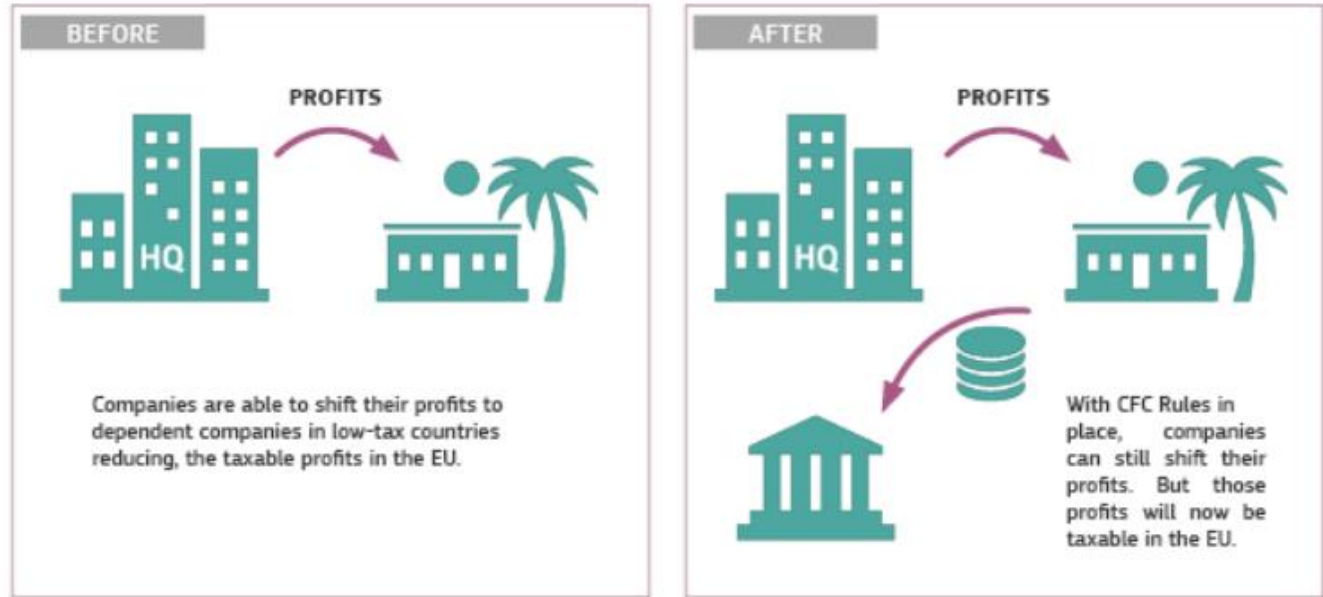 BEFORE
PROFITS
HQ
Companies are able to shift their profits to
dependent companies in low-tax countries
reducing, the taxable profits in the EU.
AFTER
PROFITS
HQ
With CFC Rules in
place, companies
can still shift their
profits. But those
profits will now be
taxable in the EU.